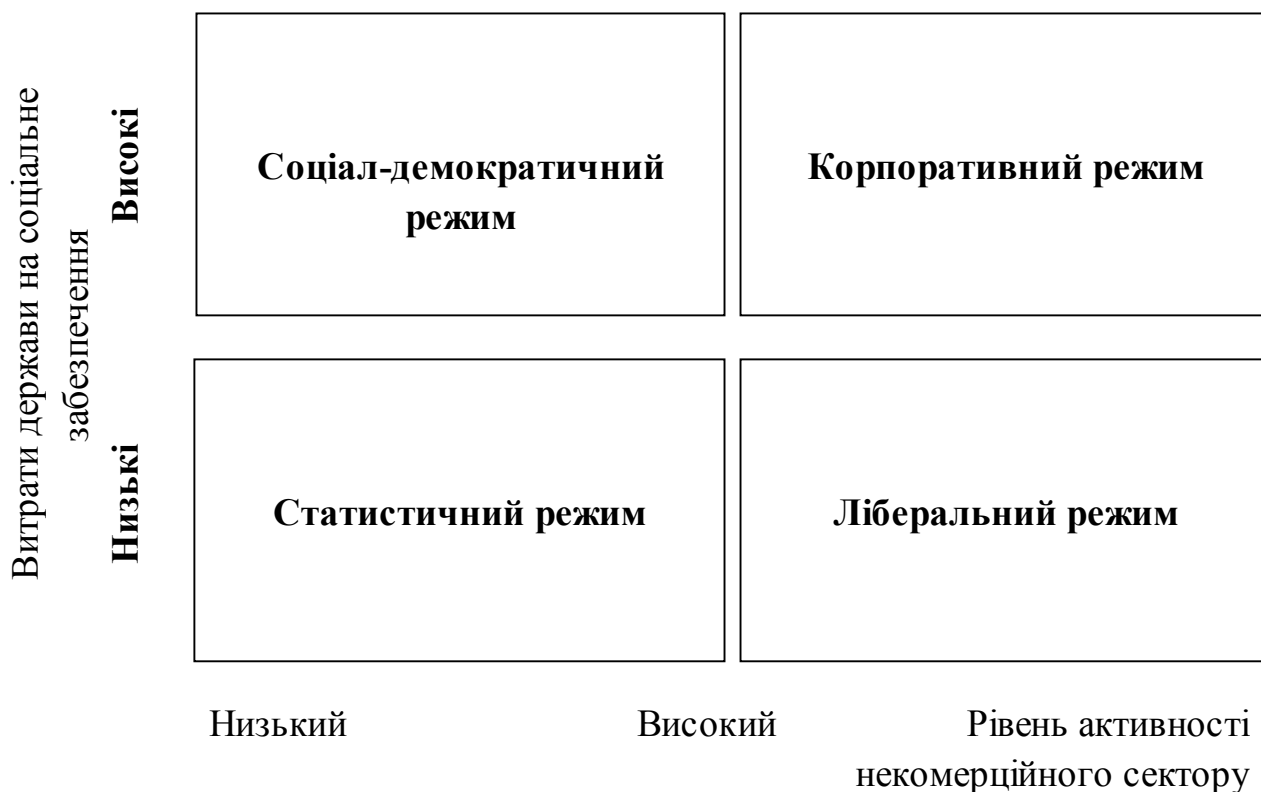 Витрати держави на соціальне
забезпечення
Високі
Низькі
Соціал-демократичний
режим
Корпоративний режим
Статистичний режим
Ліберальний режим
Низький
Високий
Рівень активності
некомерційного сектору